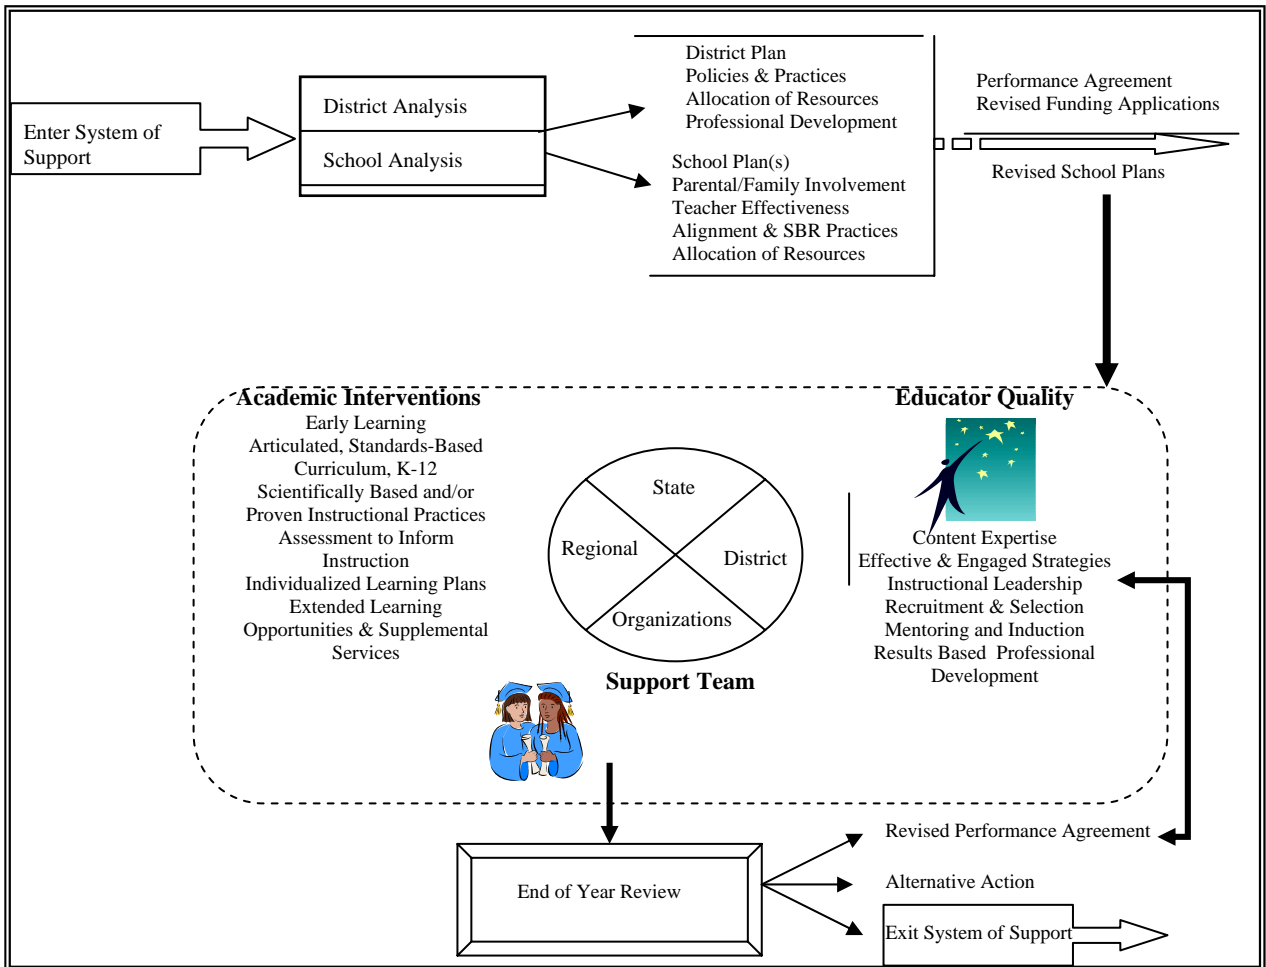 Enter System of
Support
District Analysis
School Analysis
District Plan
Policies & Practices
Allocation of Resources
Professional Development
School Plan(s)
Parental/Family Involvement
Teacher Effectiveness
Alignment & SBR Practices
Allocation of Resources
Performance Agreement
Revised Funding Applications
Revised School Plans
Academic Interventions
Early Learning
Articulated, Standards-Based
Curriculum, K-12
Scientifically Based and/or
Proven Instructional Practices
Assessment to Inform
Instruction
Individualized Learning Plans
Extended Learning
Opportunities & Supplemental
Services
State
Regional
District
Organizations
Support Team
Educator Quality
Content Expertise
Effective & Engaged Strategies
Instructional Leadership
Recruitment & Selection
Mentoring and Induction
Results Based Professional
Development
End of Year Review
Revised Performance Agreement
Alternative Action
Exit System of Support